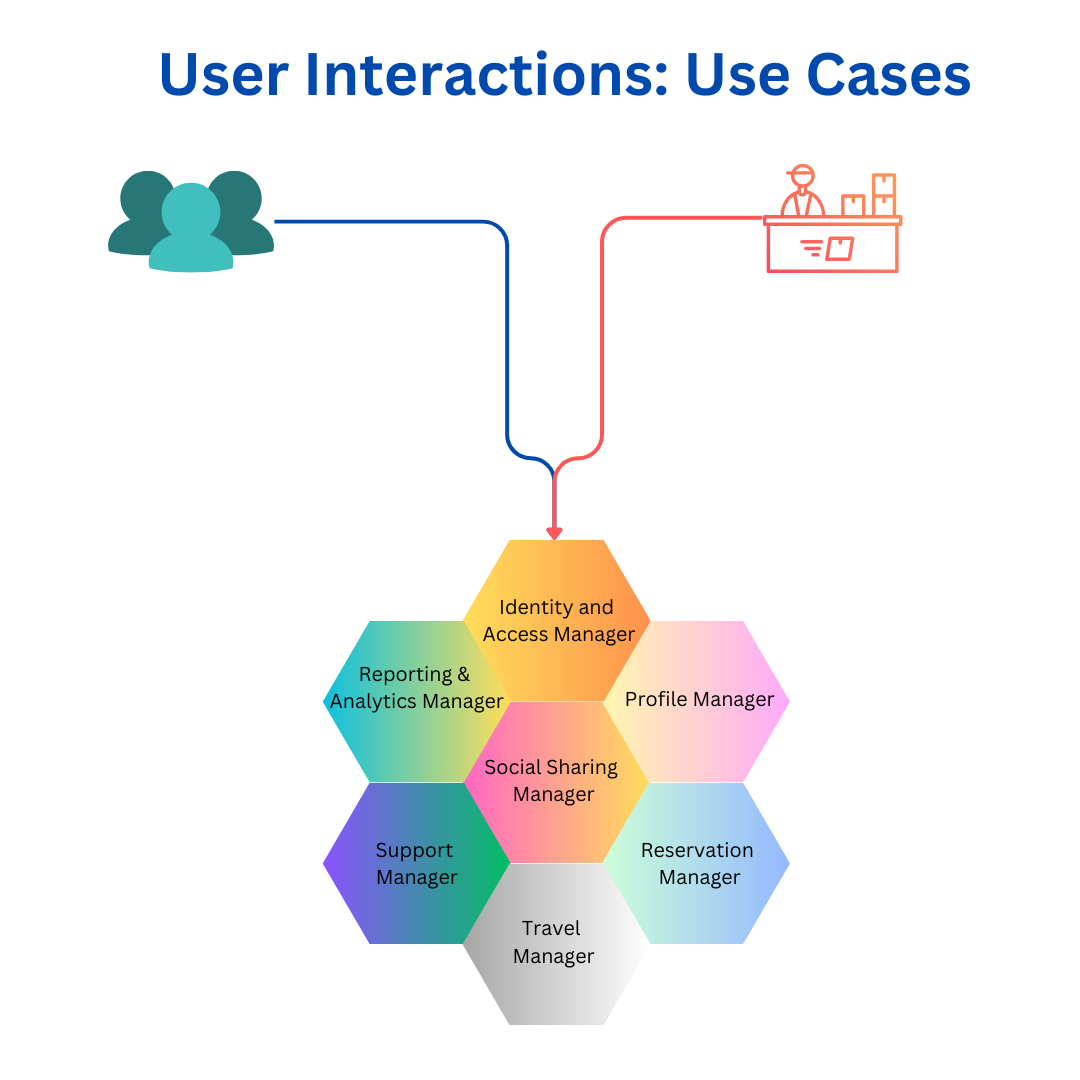 User Interactions: Use Cases
Identity and
Access Manager
Reporting &
Analytics Manager
Profile Manager
Social Sharing
Manager
Support
Manager
Reservation
Manager
Travel
Manager